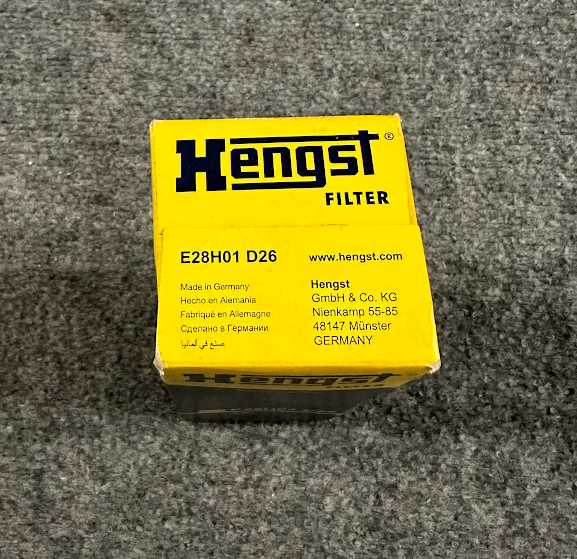 Hengst®
FILTER
E28H01 D26
www.hengst.com
Made in Germany
Hecho en Alemania
Fabriqué en Allemagne
Сделано в Германии
صنع في ألمانيا
Hengst
GmbH & Co. KG
Nienkamp 55-85
48147 Münster
GERMANY
Hengst
FILTER